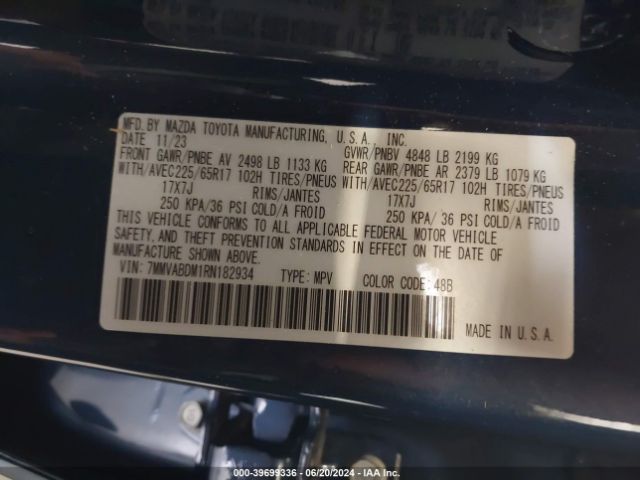 MFD. BY MAZDA TOYOTA MANUFACTURING, U.S.A., INC.
DATE 11/23 GVWR/PNBV 4848 LB 2199 KG
FRONT GAWR/PNBE AV 2498 LB 1133 KG REAR GAWR/PNBE AR 2379 LB 1079 KG
WITH/AVEC225/65R17 102H TIRES/PNEUS WITH/AVEC225/65R17 102H TIRES/PNEUS
17X7J RIMS/JANTES 17X7J RIMS/JANTES
250 KPA/36 PSI COLD/A FROID 250 KPA/ 36 PSI COLD/A FROID
THIS VEHICLE CONFORMS TO ALL APPLICABLE FEDERAL MOTOR VEHICLE
SAFETY, AND THEFT PREVENTION STANDARDS IN EFFECT ON THE DATE OF
MANUFACTURE SHOWN ABOVE.
VIN: 7MMVABDM1RN182934 TYPE: MPV COLOR CODE:48B
MADE IN U.S.A.
000-39699336 - 06/20/2024 - IAAI.COM